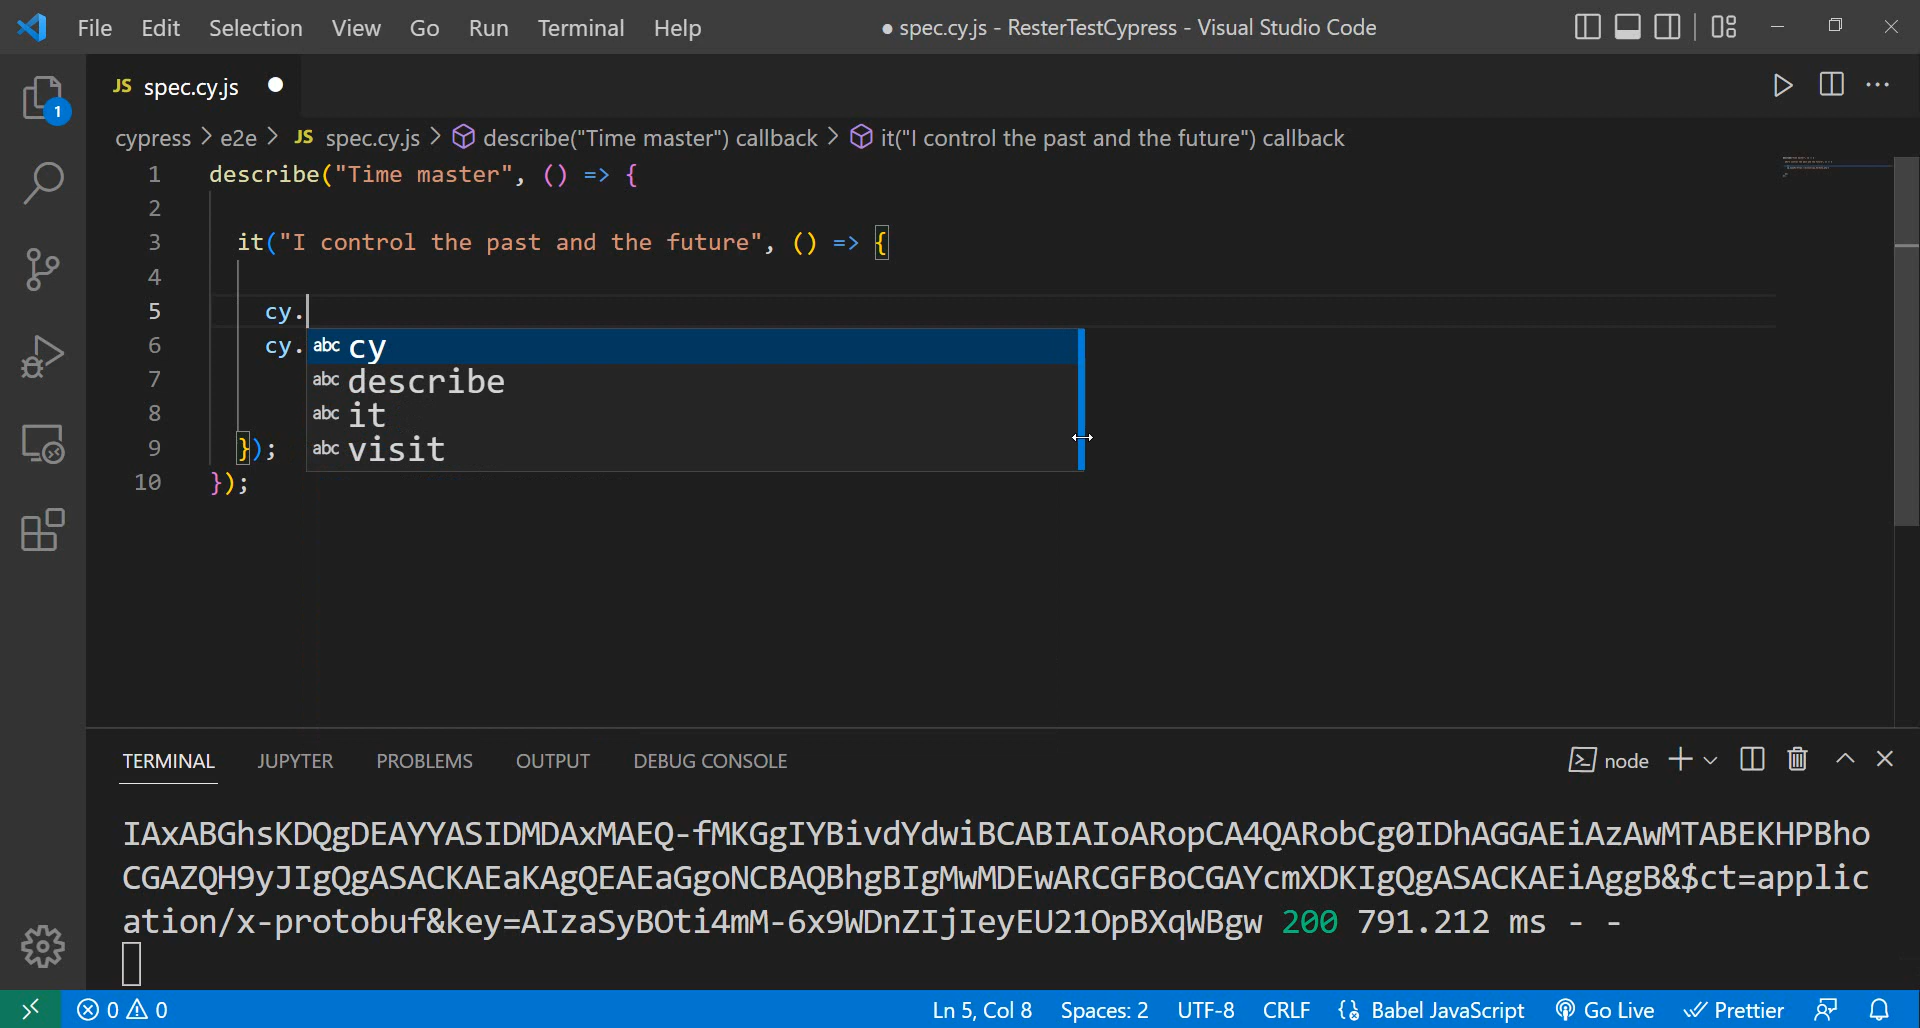 File Edit Selection View Go Run Terminal Help ● spec.cy.js - ResterTestCypress - Visual Studio Code
JS spec.cy.js
1
cypress > e2e > JS spec.cy.js > describe("Time master") callback > it("I control the past and the future") callback
1 describe("Time master", () => {
2
3 it("I control the past and the future", () => {
4
5 cy.
6 cy.
abc cy
7
abc describe
8
abc it
9 });
abc visit
10 });
TERMINAL JUPYTER PROBLEMS OUTPUT DEBUG CONSOLE node
IAxABGhsKDQgDEAYYASIDMDAxMAEQ-fMKGgIYBivdYdwiBCABIAIoARopCA4QARobCg0IDhAGGAEiAzAwMTABEKHPBho
CGAZQH9yJIgQgASACKAEaKAgQEAEaGgoNCBAQBhgBIgMwMDEwARCGFBoCGAYcmXDKIgQgASACKAEiAggB&$ct=applic
ation/x-protobuf&key=AIzaSyBOti4mM-6x9WDnZIjIeyEU21OpBXqWBgw 200 791.212 ms - -
0 0 Ln 5, Col 8 Spaces: 2 UTF-8 CRLF Babel JavaScript Go Live Prettier